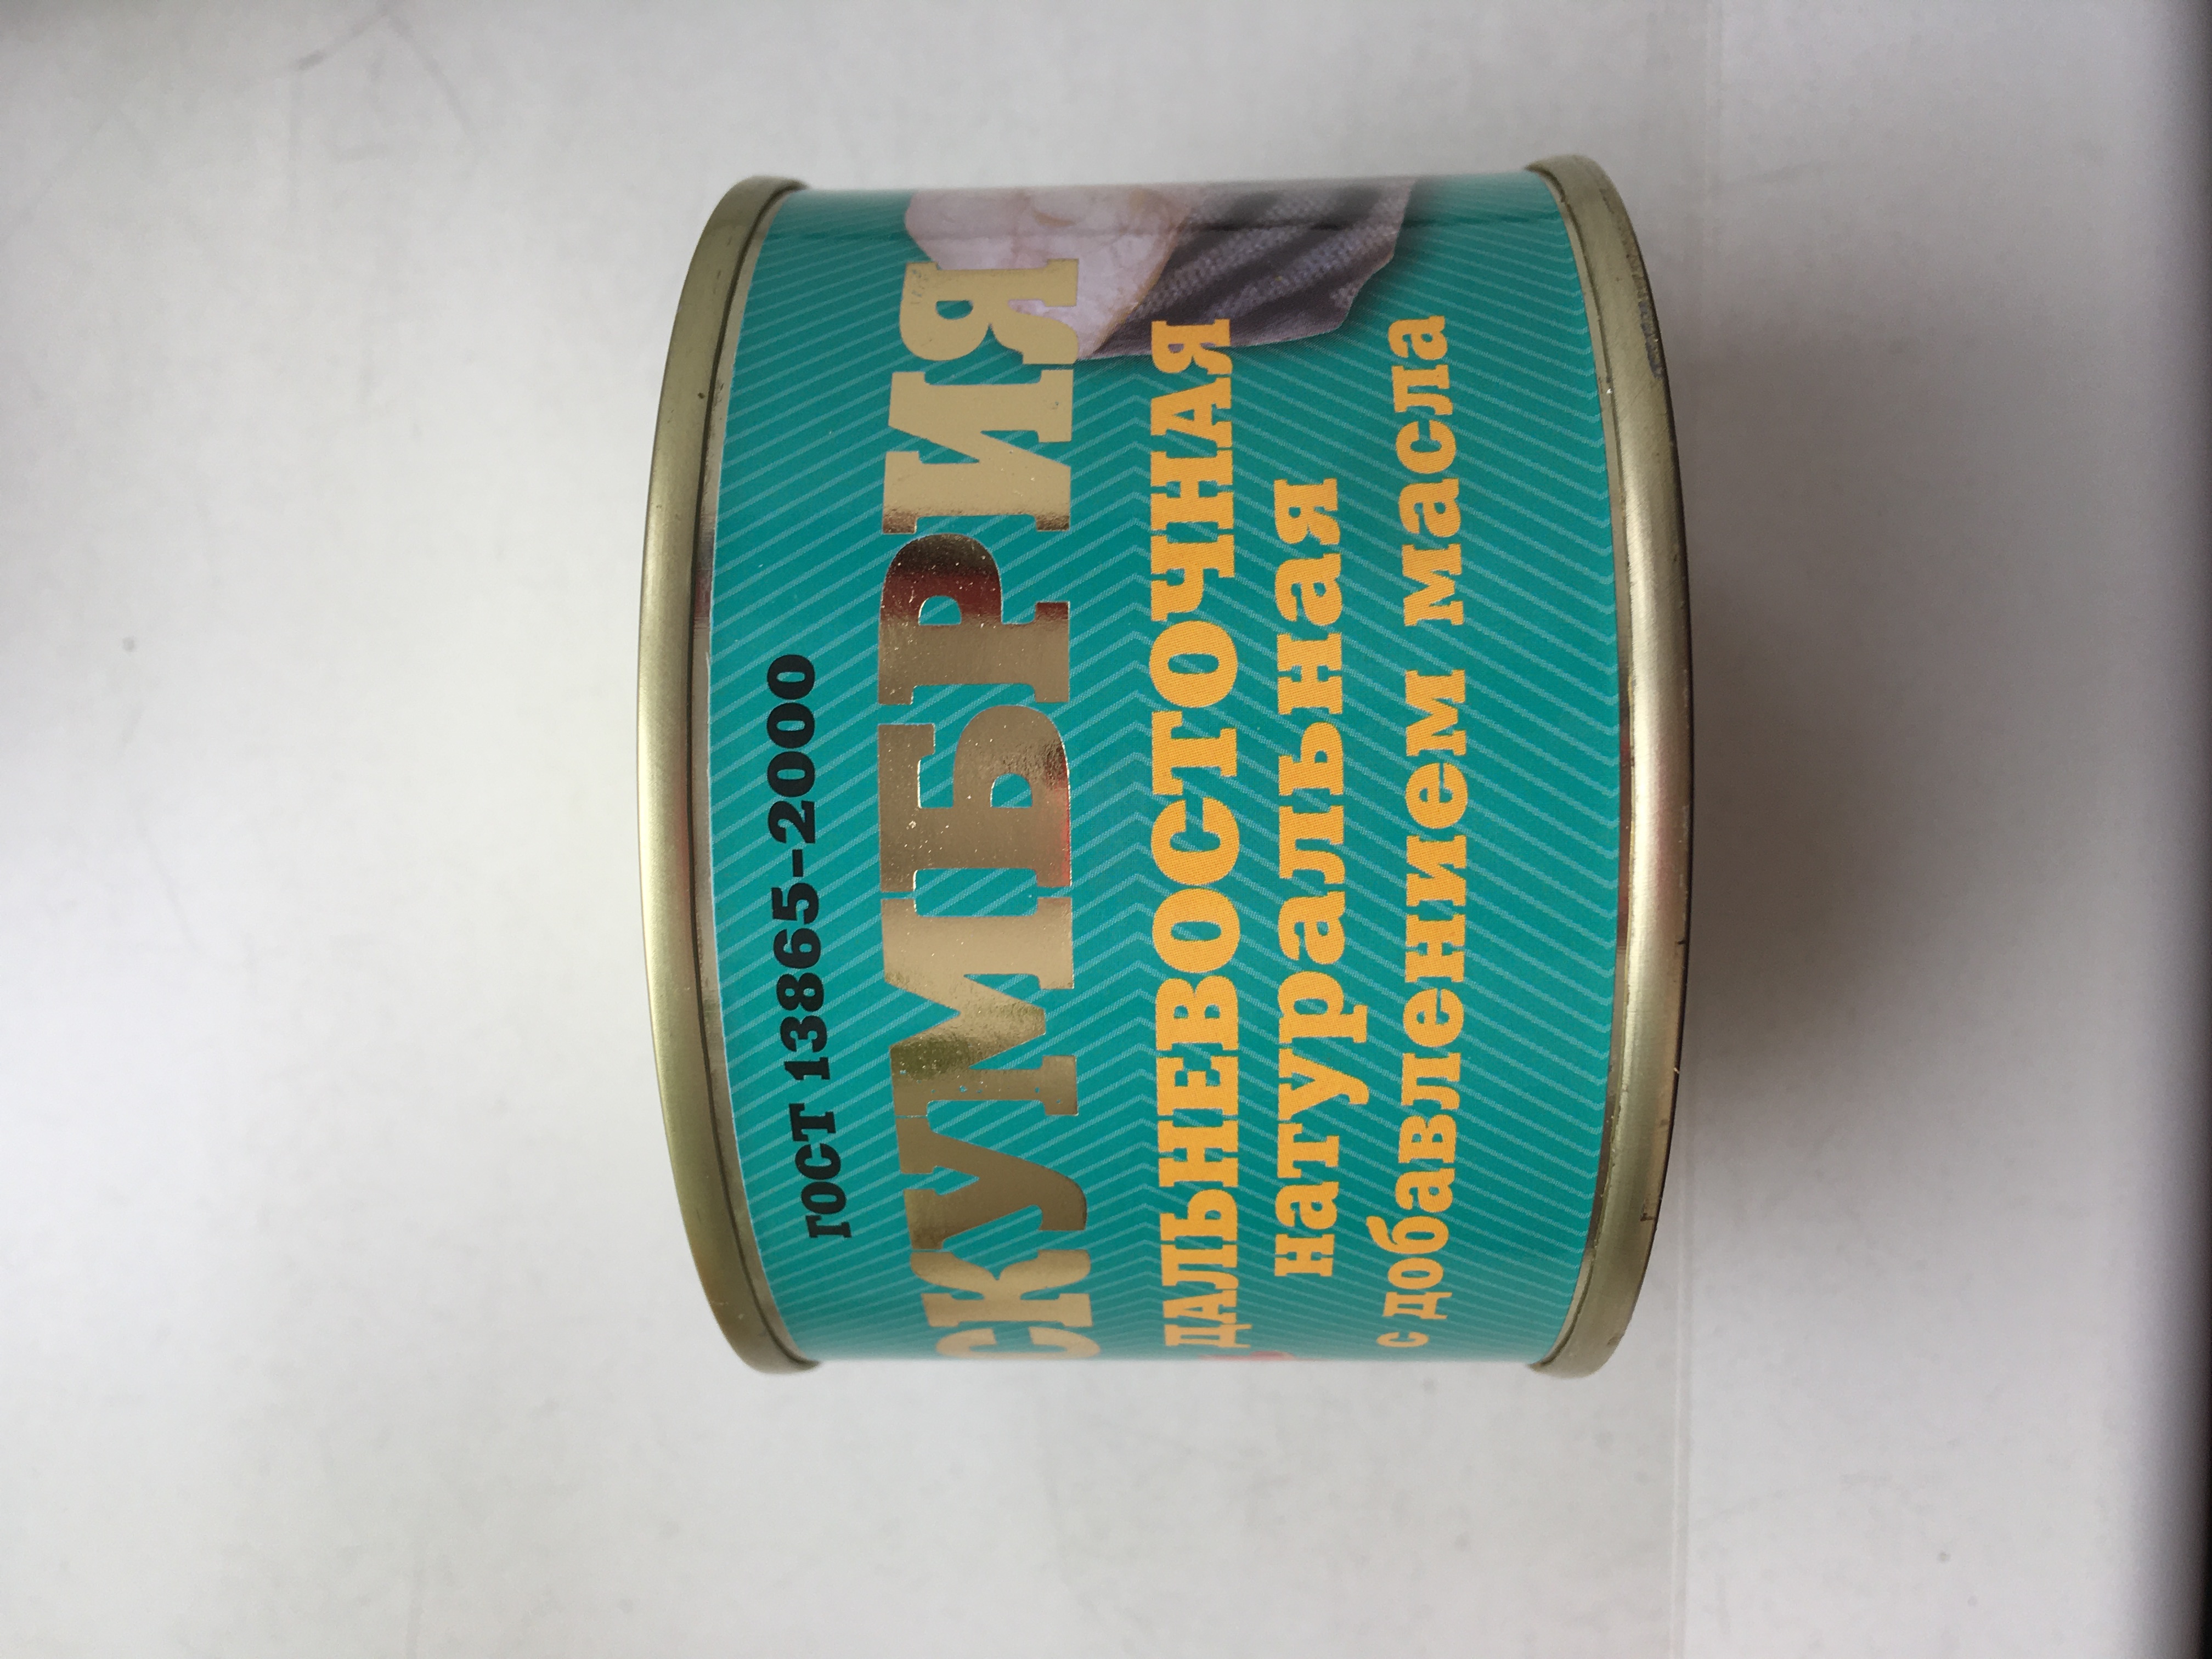 ГОСТ 13865-2000
СКУМБРИЯ
ДАЛЬНЕВОСТОЧНАЯ
натуральная
с добавлением масла